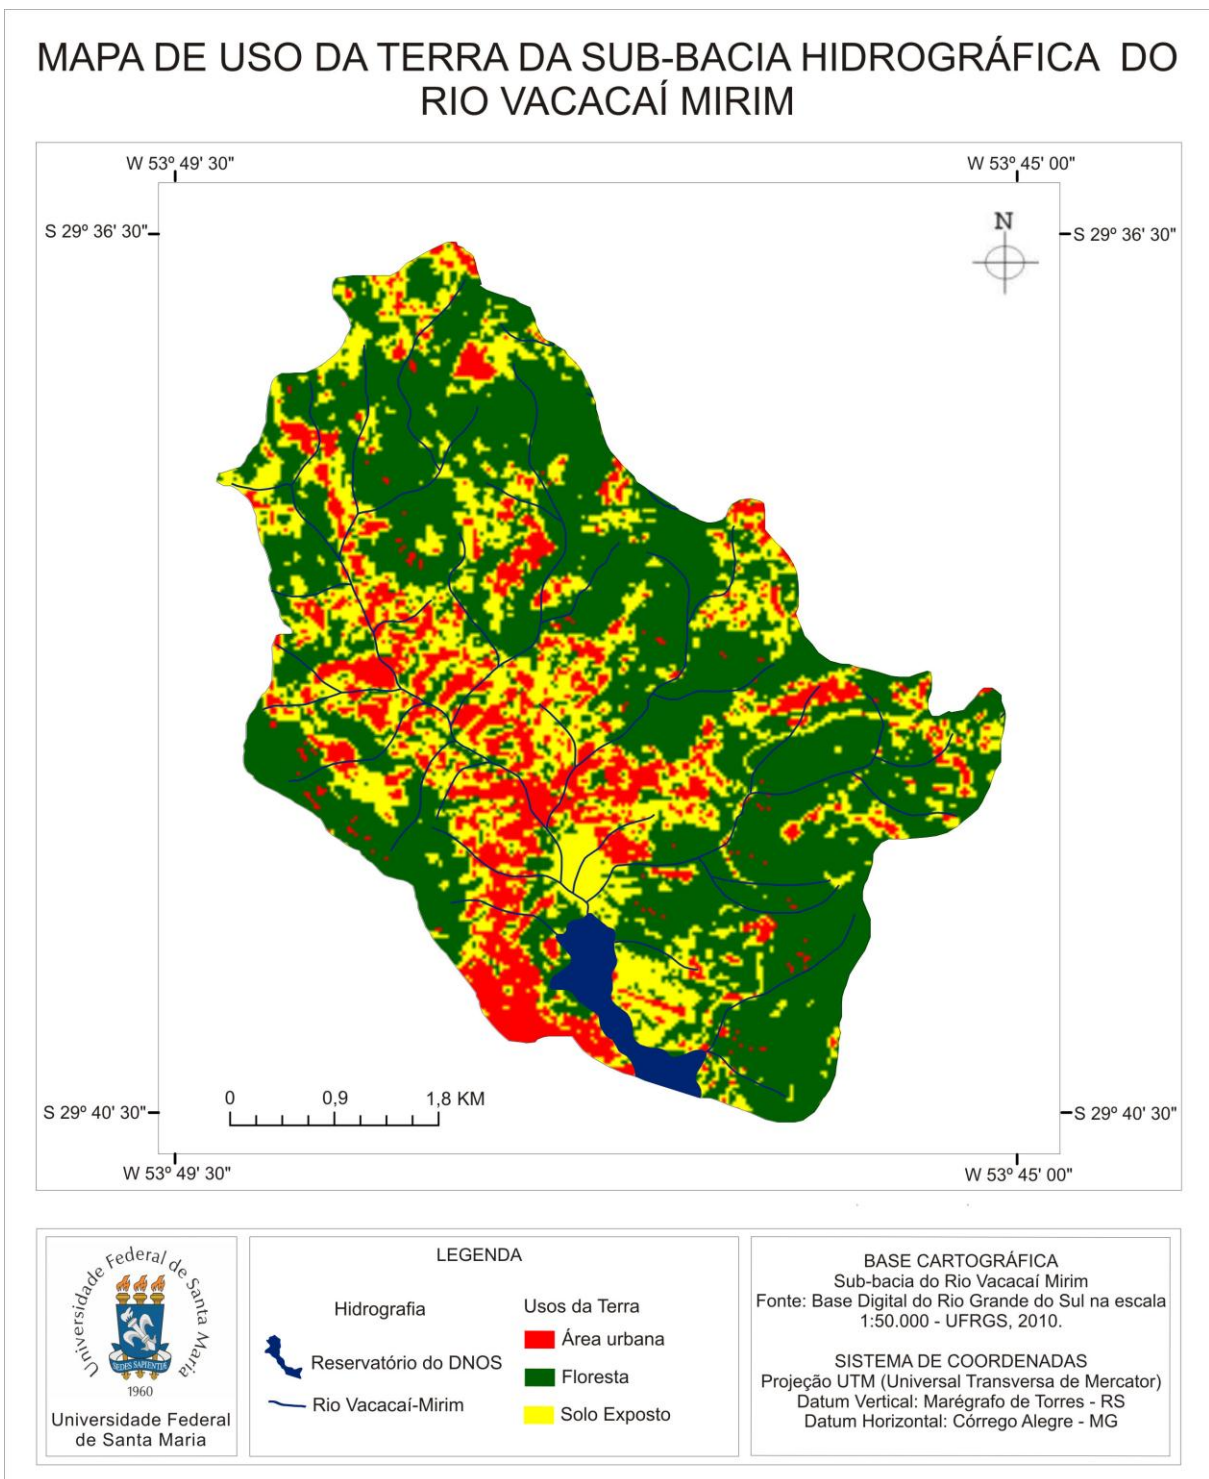 MAPA DE USO DA TERRA DA SUB-BACIA HIDROGRÁFICA DO
RIO VACACAÍ MIRIM
W 53º 49' 30"
W 53º 45' 00"
S 29º 36' 30"
N
S 29º 36' 30"
0
0,9
1,8 KM
S 29º 40' 30"
S 29º 40' 30"
W 53º 49' 30"
W 53º 45' 00"
Universidade Federal de Santa Maria
SEDES SAPIENTIAE
1960
Universidade Federal
de Santa Maria
LEGENDA
Hidrografia
Reservatório do DNOS
Rio Vacacaí-Mirim
Usos da Terra
Área urbana
Floresta
Solo Exposto
BASE CARTOGRÁFICA
Sub-bacia do Rio Vacacaí Mirim
Fonte: Base Digital do Rio Grande do Sul na escala
1:50.000 - UFRGS, 2010.
SISTEMA DE COORDENADAS
Projeção UTM (Universal Transversa de Mercator)
Datum Vertical: Marégrafo de Torres - RS
Datum Horizontal: Córrego Alegre - MG